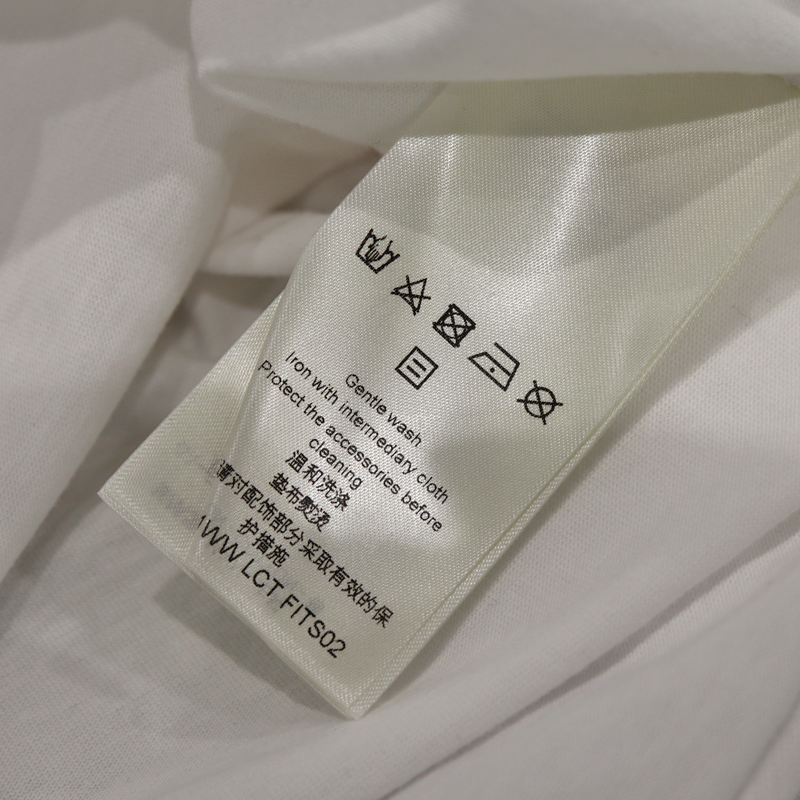 Gentle wash
Iron with intermediary cloth
Protect the accessories before
cleaning
温和洗涤
垫布熨烫
请对配饰部分采取有效的保
护措施
LCT FITS02